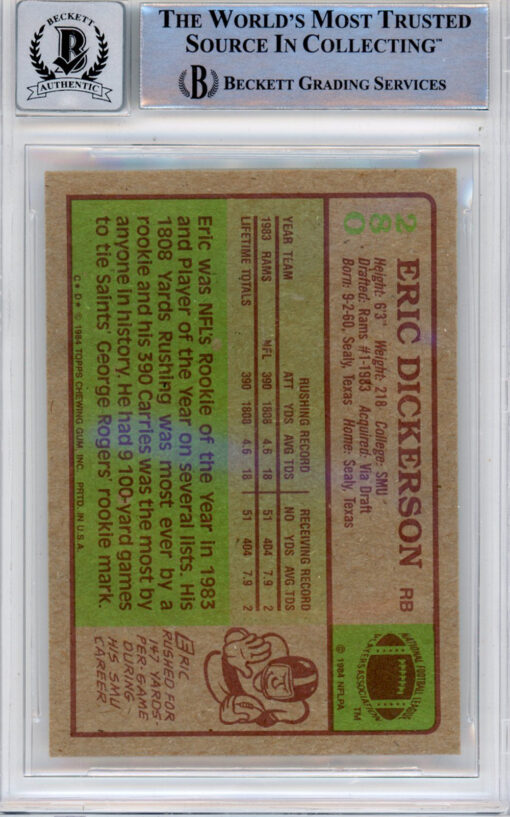 BECKETT
B
AUTHENTIC
THE WORLD'S MOST TRUSTED
SOURCE IN COLLECTING™
B BECKETT GRADING SERVICES
280
ERIC DICKERSON RB
Height: 6'3" Weight: 218 College: SMU
Drafted: Rams #1-1983 Acquired: Via Draft
Born: 9-2-60, Sealy, Texas Home: Sealy, Texas
NATIONAL FOOTBALL LEAGUE
PLAYERS ASSOCIATION
TM
© 1984 NFLPA
RUSHING RECORD RECEIVING RECORD
YEAR TEAM ATT YDS AVG TDS NO YDS AVG TDS
1983 RAMS NFL 390 1808 4.6 18 51 404 7.9 2
LIFETIME TOTALS 390 1808 4.6 18 51 404 7.9 2
Eric was NFL's Rookie of the Year in 1983
and Player of the Year on several lists. His
1808 Yards Rushing was most ever by a
rookie and his 390 Carries was the most by
anyone in history. He had 9 100-yard games
to tie Saints' George Rogers' rookie mark.
ERIC
RUSHED FOR
147 YARDS-
PER-GAME
DURING
HIS SMU
CAREER
C★D★ © 1984 TOPPS CHEWING GUM, INC. PRTD. IN U.S.A.